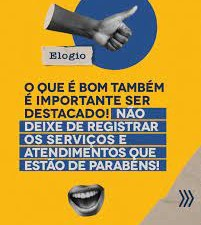 Elogio
O QUE É BOM TAMBÉM
É IMPORTANTE SER
DESTACADO! NÃO
DEIXE DE REGISTRAR
OS SERVIÇOS E
ATENDIMENTOS QUE
ESTÃO DE PARABÉNS!